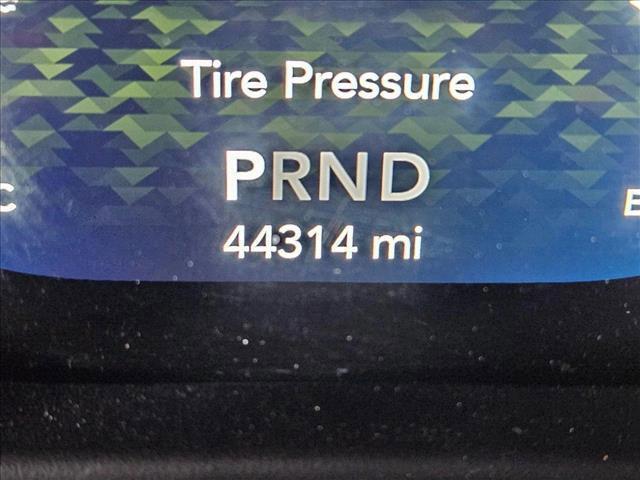 Tire Pressure
PRND
C
E
44314 mi